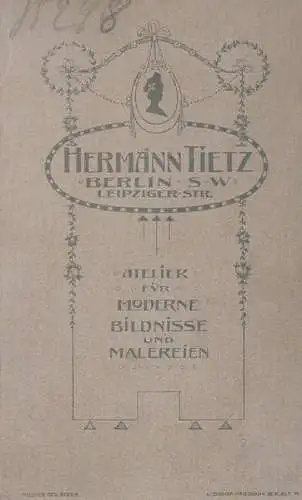 HERMANN TIETZ
BERLIN S-W
LEIPZIGER-STR.
ATELIER
FÜR
MODERNE
BILDNISSE
UND
MALEREIEN